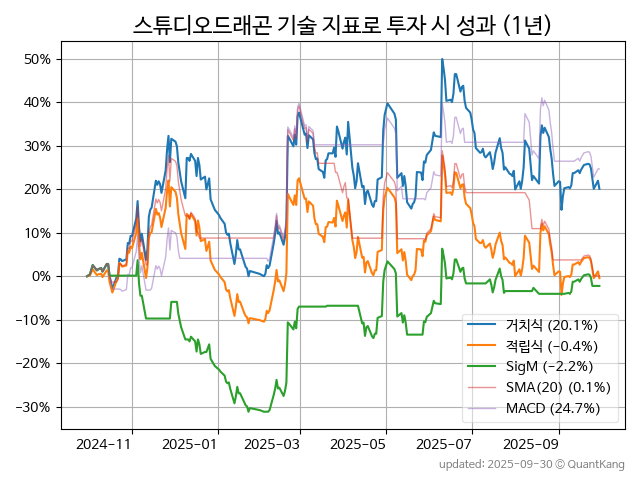 스튜디오드래곤 기술 지표로 투자 시 성과 (1년)
50%
40%
30%
20%
10%
0%
−10%
−20%
−30%
거치식 (20.1%)
적립식 (−0.4%)
SigM (−2.2%)
SMA(20) (0.1%)
MACD (24.7%)
2024-11 2025-01 2025-03 2025-05 2025-07 2025-09
updated: 2025-09-30 © QuantKang